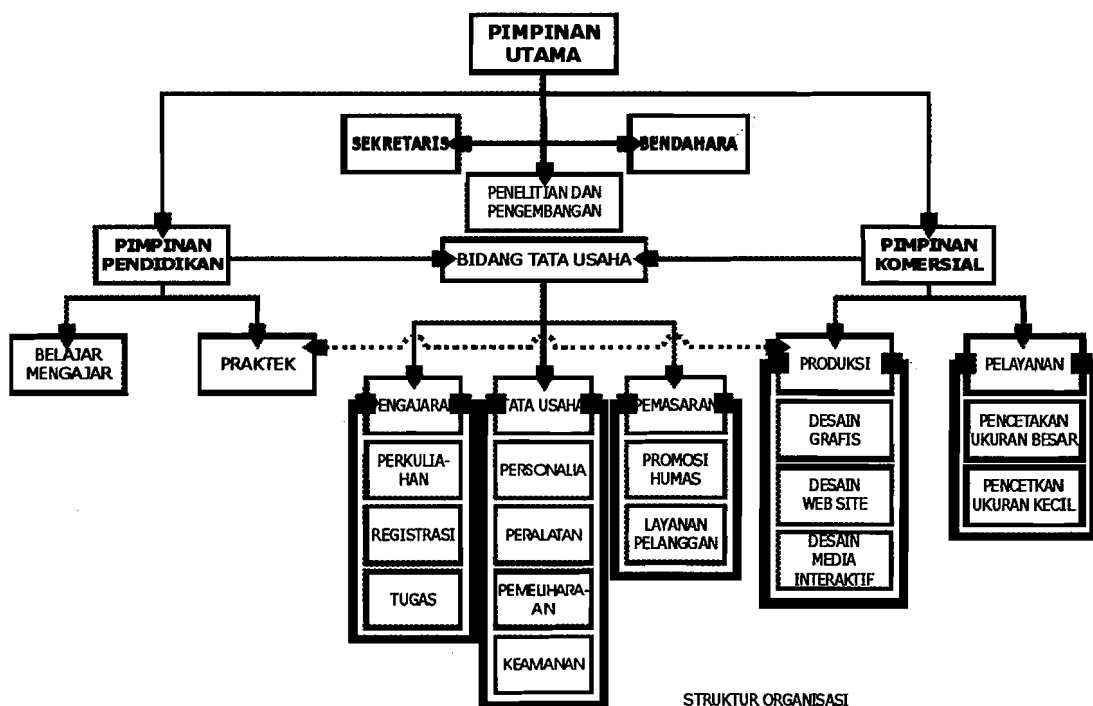 PIMPINAN
UTAMA
SEKRETARIS
BENDAHARA
PENELITIAN DAN
PENGEMBANGAN
PIMPINAN
PENDIDIKAN
BIDANG TATA USAHA
PIMPINAN
KOMERSIAL
BELAJAR
MENGAJAR
PRAKTEK
PRODUKSI
PELAYANAN
PENGAJARA
TATA USAHA
PEMASARAN
DESAIN
GRAFIS
PENCETAKAN
UKURAN BESAR
PERKULIA-
HAN
PERSONALIA
PROMOSI
HUMAS
DESAIN
WEB SITE
PENCETKAN
UKURAN KECIL
REGISTRASI
PERALATAN
LAYANAN
PELANGGAN
DESAIN
MEDIA
INTERAKTIF
TUGAS
PEMELIHARA-
AN
KEAMANAN
STRUKTUR ORGANISASI